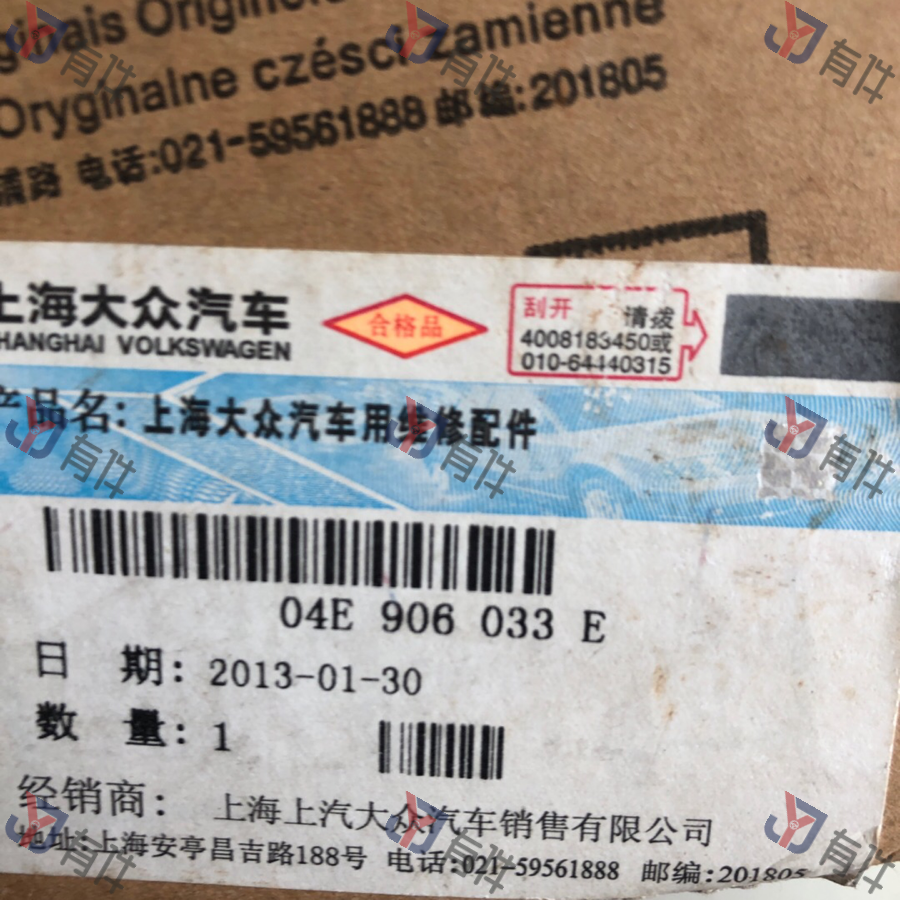 Originální
Oryginalne części zamienne
电话:021-59561888 邮编:201805
上海大众汽车
SHANGHAI VOLKSWAGEN
合格品
刮开 请拨
4008183450或
010-64440315
产品名: 上海大众汽车用维修配件
04E 906 033 E
日 期: 2013-01-30
数 量: 1
经销商: 上海上汽大众汽车销售有限公司
地址:上海安亭昌吉路188号 电话:021-59561888 邮编:201805
有件